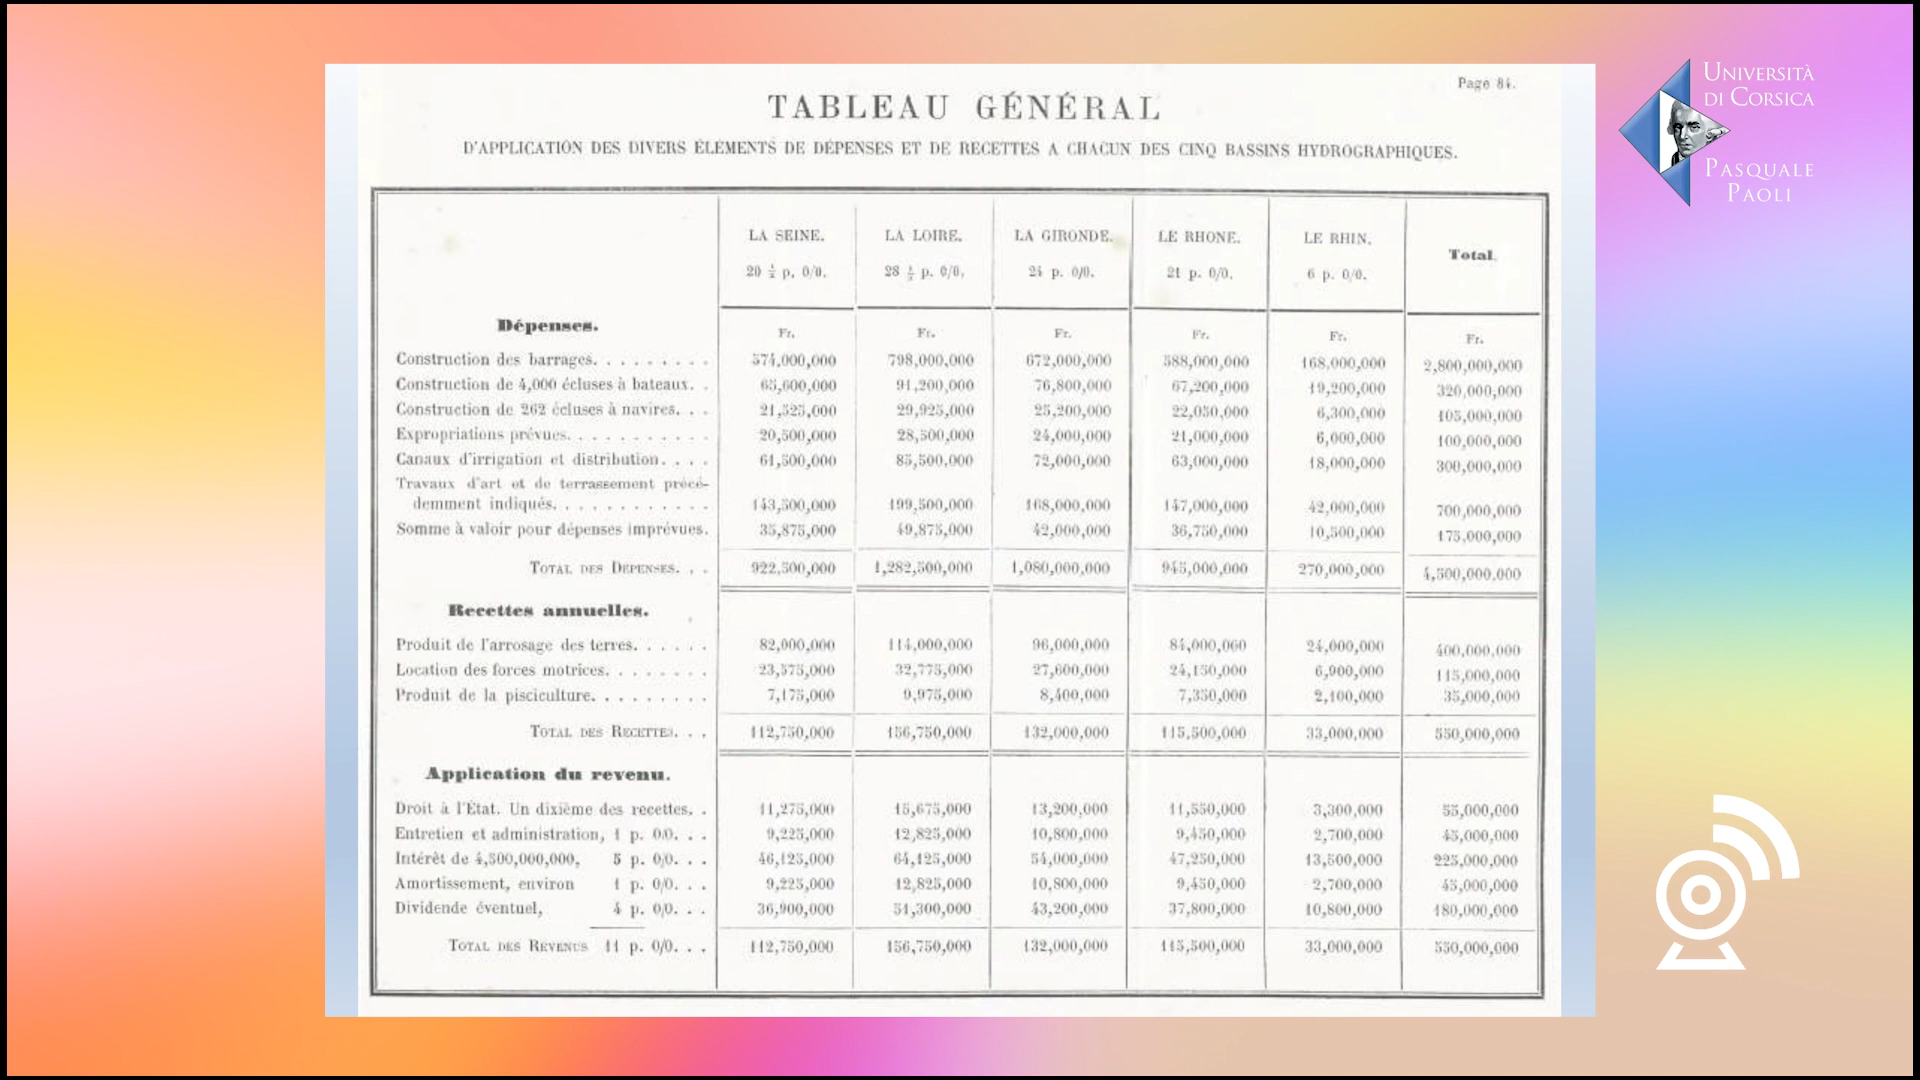 Page 84.
TABLEAU GÉNÉRAL
D'APPLICATION DES DIVERS ÉLÉMENTS DE DÉPENSES ET DE RECETTES A CHACUN DES CINQ BASSINS HYDROGRAPHIQUES.
LA SEINE. LA LOIRE. LA GIRONDE. LE RHONE. LE RHIN. Total.
20 ½ p. 0/0. 28 ½ p. 0/0. 24 p. 0/0. 21 p. 0/0. 6 p. 0/0.
Dépenses. Fr. Fr. Fr. Fr. Fr. Fr.
Construction des barrages. 574,000,000 798,000,000 672,000,000 588,000,000 168,000,000 2,800,000,000
Construction de 4,000 écluses à bateaux. 65,600,000 91,200,000 76,800,000 67,200,000 19,200,000 320,000,000
Construction de 262 écluses à navires. 21,525,000 29,925,000 25,200,000 22,050,000 6,300,000 105,000,000
Expropriations prévues. 20,500,000 28,500,000 24,000,000 21,000,000 6,000,000 100,000,000
Canaux d'irrigation et distribution. 61,500,000 85,500,000 72,000,000 63,000,000 18,000,000 300,000,000
Travaux d'art et de terrassement précé-
demment indiqués. 143,500,000 199,500,000 168,000,000 147,000,000 42,000,000 700,000,000
Somme à valoir pour dépenses imprévues. 35,875,000 49,875,000 42,000,000 36,750,000 10,500,000 175,000,000
TOTAL DES DÉPENSES. 922,500,000 1,282,500,000 1,080,000,000 945,000,000 270,000,000 4,500,000.000
Recettes annuelles.
Produit de l'arrosage des terres. 82,000,000 114,000,000 96,000,000 84,000,000 24,000,000 400,000,000
Location des forces motrices. 23,575,000 32,775,000 27,600,000 24,150,000 6,900,000 115,000,000
Produit de la pisciculture. 7,175,000 9,975,000 8,400,000 7,350,000 2,100,000 35,000,000
TOTAL DES RECETTES. 112,750,000 156,750,000 132,000,000 115,500,000 33,000,000 550,000,000
Application du revenu.
Droit à l'État. Un dixième des recettes. 11,275,000 15,675,000 13,200,000 11,550,000 3,300,000 55,000,000
Entretien et administration, 1 p. 0/0. 9,225,000 12,825,000 10,800,000 9,450,000 2,700,000 45,000,000
Intérêt de 4,500,000,000, 5 p. 0/0. 46,125,000 64,125,000 54,000,000 47,250,000 13,500,000 225,000,000
Amortissement, environ 1 p. 0/0. 9,225,000 12,825,000 10,800,000 9,450,000 2,700,000 45,000,000
Dividende éventuel, 4 p. 0/0. 36,900,000 51,300,000 43,200,000 37,800,000 10,800,000 180,000,000
TOTAL DES REVENUS 11 p. 0/0. 112,750,000 156,750,000 132,000,000 115,500,000 33,000,000 550,000,000
UNIVERSITÀ
DI CORSICA
PASQUALE
PAOLI